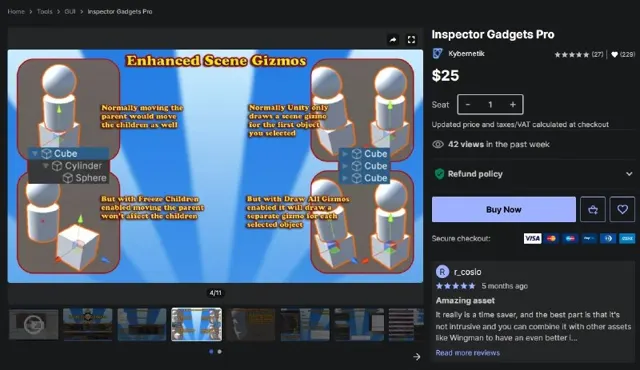 Home > Tools > GUI > Inspector Gadgets Pro
Enhanced Scene Gizmos
Normally moving the
parent would move
the children as well
Normally Unity only
draws a scene gizmo
for the first object
you selected
Cube
Cylinder
Sphere
Cube
Cube
Cube
But with Freeze Children
enabled moving the parent
won't affect the children
But with Draw All Gizmos
enabled it will draw a
separate gizmo for each
selected object
4/11
Inspector Gadgets Pro
Kybernetik
(27) | (229)
$25
Seat
- 1 +
Updated price and taxes/VAT calculated at checkout
42 views in the past week
Refund policy
Buy Now
Secure checkout:
VISA
R r_cosio
5 months ago
Amazing asset
It really is a time saver, and the best part is that it's
not intrusive and you can combine it with other assets
like Wingman to have an even better i...
Read more reviews